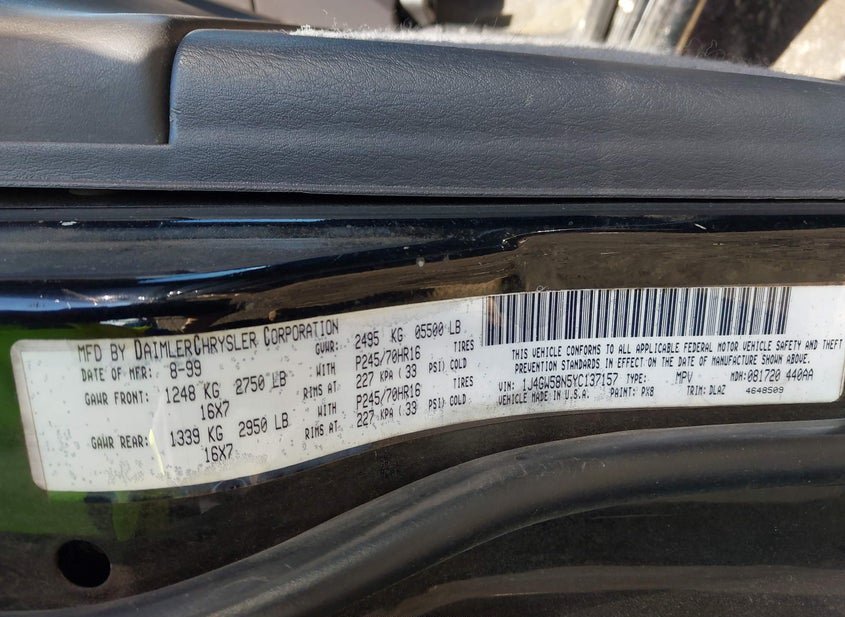 MFD BY DAIMLERCHRYSLER CORPORATION
DATE OF MFR: 8-99 GVWR: 2495 KG 05500 LB
GAWR FRONT: 1248 KG 2750 LB TIRES P245/70HR16
16X7 RIMS AT: 227 KPA ( 33 PSI) COLD
GAWR REAR: 1339 KG 2950 LB TIRES P245/70HR16
16X7 RIMS AT: 227 KPA ( 33 PSI) COLD
THIS VEHICLE CONFORMS TO ALL APPLICABLE FEDERAL MOTOR VEHICLE SAFETY AND THEFT
PREVENTION STANDARDS IN EFFECT ON THE DATE OF MANUFACTURE SHOWN ABOVE
VIN: 1J4GW58N5YC137157 TYPE: MPV MDH: 081720 440AA
MADE IN U.S.A. PAINT: PX8 TRIM: DLAZ 4648509